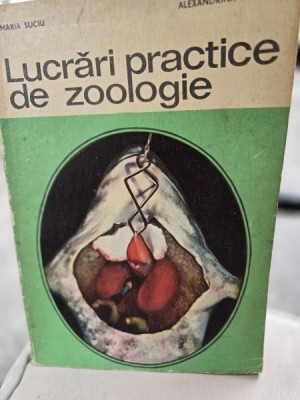 MARIA SUCIU
Lucrări practice
de zoologie